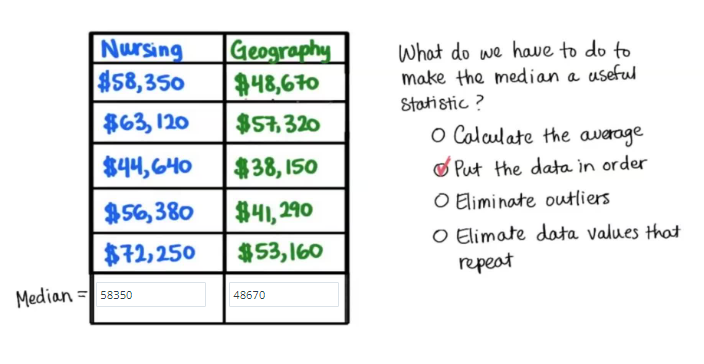 Nursing Geography
$58,350 $48,670
$63,120 $57,320
$44,640 $38,150
$56,380 $41,290
$72,250 $53,160
Median = 58350 48670
What do we have to do to
make the median a useful
statistic?
Calculate the average
Put the data in order
Eliminate outliers
Elimate data values that
repeat